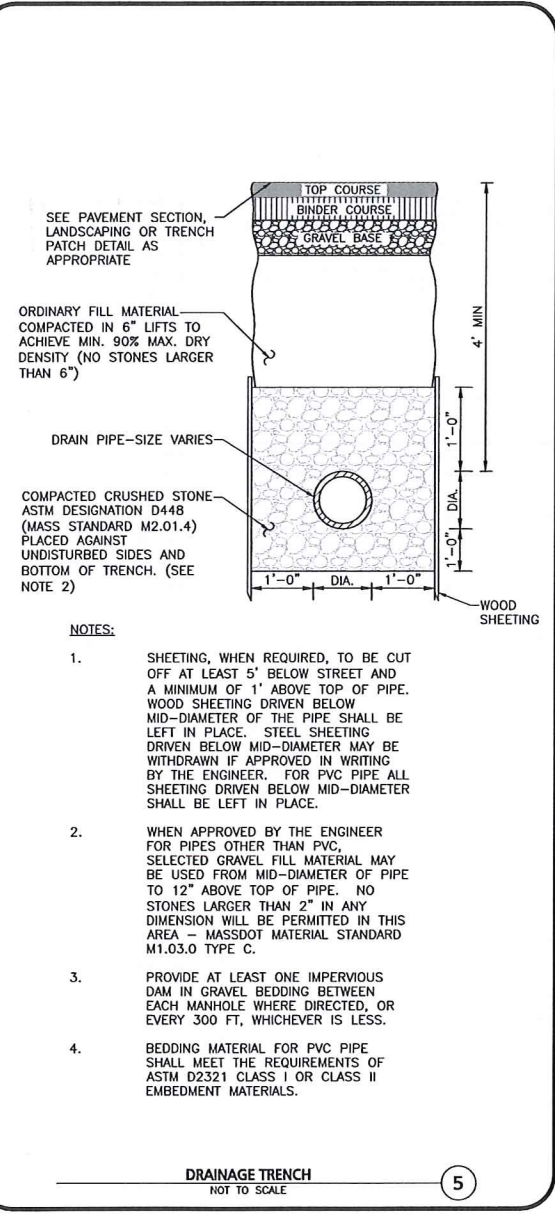 TOP COURSE
BINDER COURSE
GRAVEL BASE
SEE PAVEMENT SECTION,
LANDSCAPING OR TRENCH
PATCH DETAIL AS
APPROPRIATE
4' MIN
ORDINARY FILL MATERIAL
COMPACTED IN 6" LIFTS TO
ACHIEVE MIN. 90% MAX. DRY
DENSITY (NO STONES LARGER
THAN 6")
1'-0"
DRAIN PIPE-SIZE VARIES
DIA.
COMPACTED CRUSHED STONE
ASTM DESIGNATION D448
(MASS STANDARD M2.01.4)
PLACED AGAINST
UNDISTURBED SIDES AND
BOTTOM OF TRENCH. (SEE
NOTE 2)
1'-0"
1'-0"
DIA.
1'-0"
WOOD
SHEETING
NOTES:
1. SHEETING, WHEN REQUIRED, TO BE CUT
OFF AT LEAST 5' BELOW STREET AND
A MINIMUM OF 1' ABOVE TOP OF PIPE.
WOOD SHEETING DRIVEN BELOW
MID-DIAMETER OF THE PIPE SHALL BE
LEFT IN PLACE. STEEL SHEETING
DRIVEN BELOW MID-DIAMETER MAY BE
WITHDRAWN IF APPROVED IN WRITING
BY THE ENGINEER. FOR PVC PIPE ALL
SHEETING DRIVEN BELOW MID-DIAMETER
SHALL BE LEFT IN PLACE.
2. WHEN APPROVED BY THE ENGINEER
FOR PIPES OTHER THAN PVC,
SELECTED GRAVEL FILL MATERIAL MAY
BE USED FROM MID-DIAMETER OF PIPE
TO 12" ABOVE TOP OF PIPE. NO
STONES LARGER THAN 2" IN ANY
DIMENSION WILL BE PERMITTED IN THIS
AREA - MASSDOT MATERIAL STANDARD
M1.03.0 TYPE C.
3. PROVIDE AT LEAST ONE IMPERVIOUS
DAM IN GRAVEL BEDDING BETWEEN
EACH MANHOLE WHERE DIRECTED, OR
EVERY 300 FT, WHICHEVER IS LESS.
4. BEDDING MATERIAL FOR PVC PIPE
SHALL MEET THE REQUIREMENTS OF
ASTM D2321 CLASS I OR CLASS II
EMBEDMENT MATERIALS.
DRAINAGE TRENCH
NOT TO SCALE
5